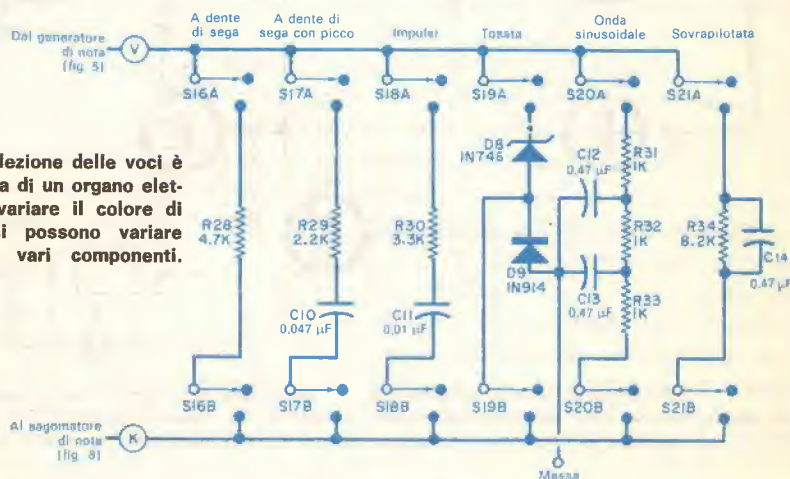 A dente
di sega
A dente di
sega con picco
Impulsi
Tosata
Onda
sinusoidale
Sovrapilotata
Dal generatore
di nota
(fig. 5)
V
S16A
S17A
S18A
S19A
S20A
S21A
lezione delle voci è
a di un organo elet-
variare il colore di
si possono variare
vari componenti.
D8
IN746
C12
0,47 µF
R31
1K
R28
4.7K
R29
2.2K
R30
3.3K
R32
1K
R34
8.2K
C14
0,47 µF
D9
IN914
C13
0,47 µF
R33
1K
C10
0,047 µF
C11
0,01 µF
S16B
S17B
S18B
S19B
S20B
S21B
Al sagomatore
di nota
(fig. 8)
K
Massa